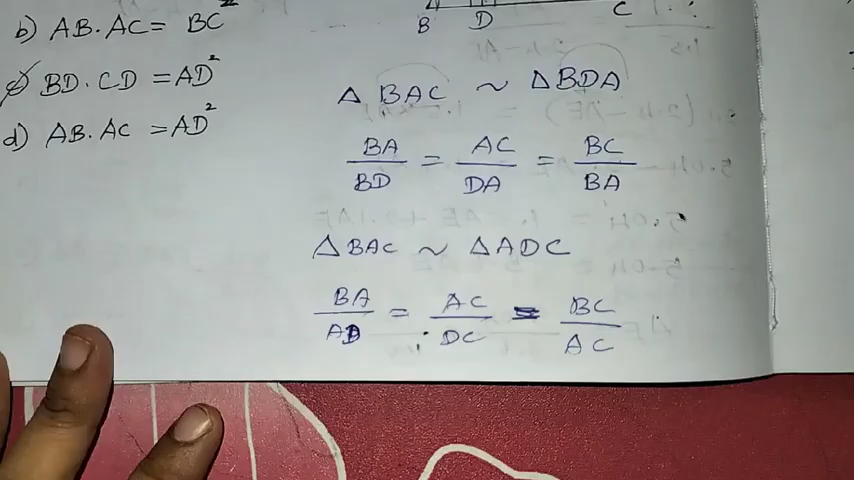 B D C
b) AB.AC = BC²
c) BD.CD = AD²
d) AB.AC = AD²
△ BAC ~ △BDA
BA/BD = AC/DA = BC/BA
△BAC ~ △ADC
BA/AD = AC/DC = BC/AC